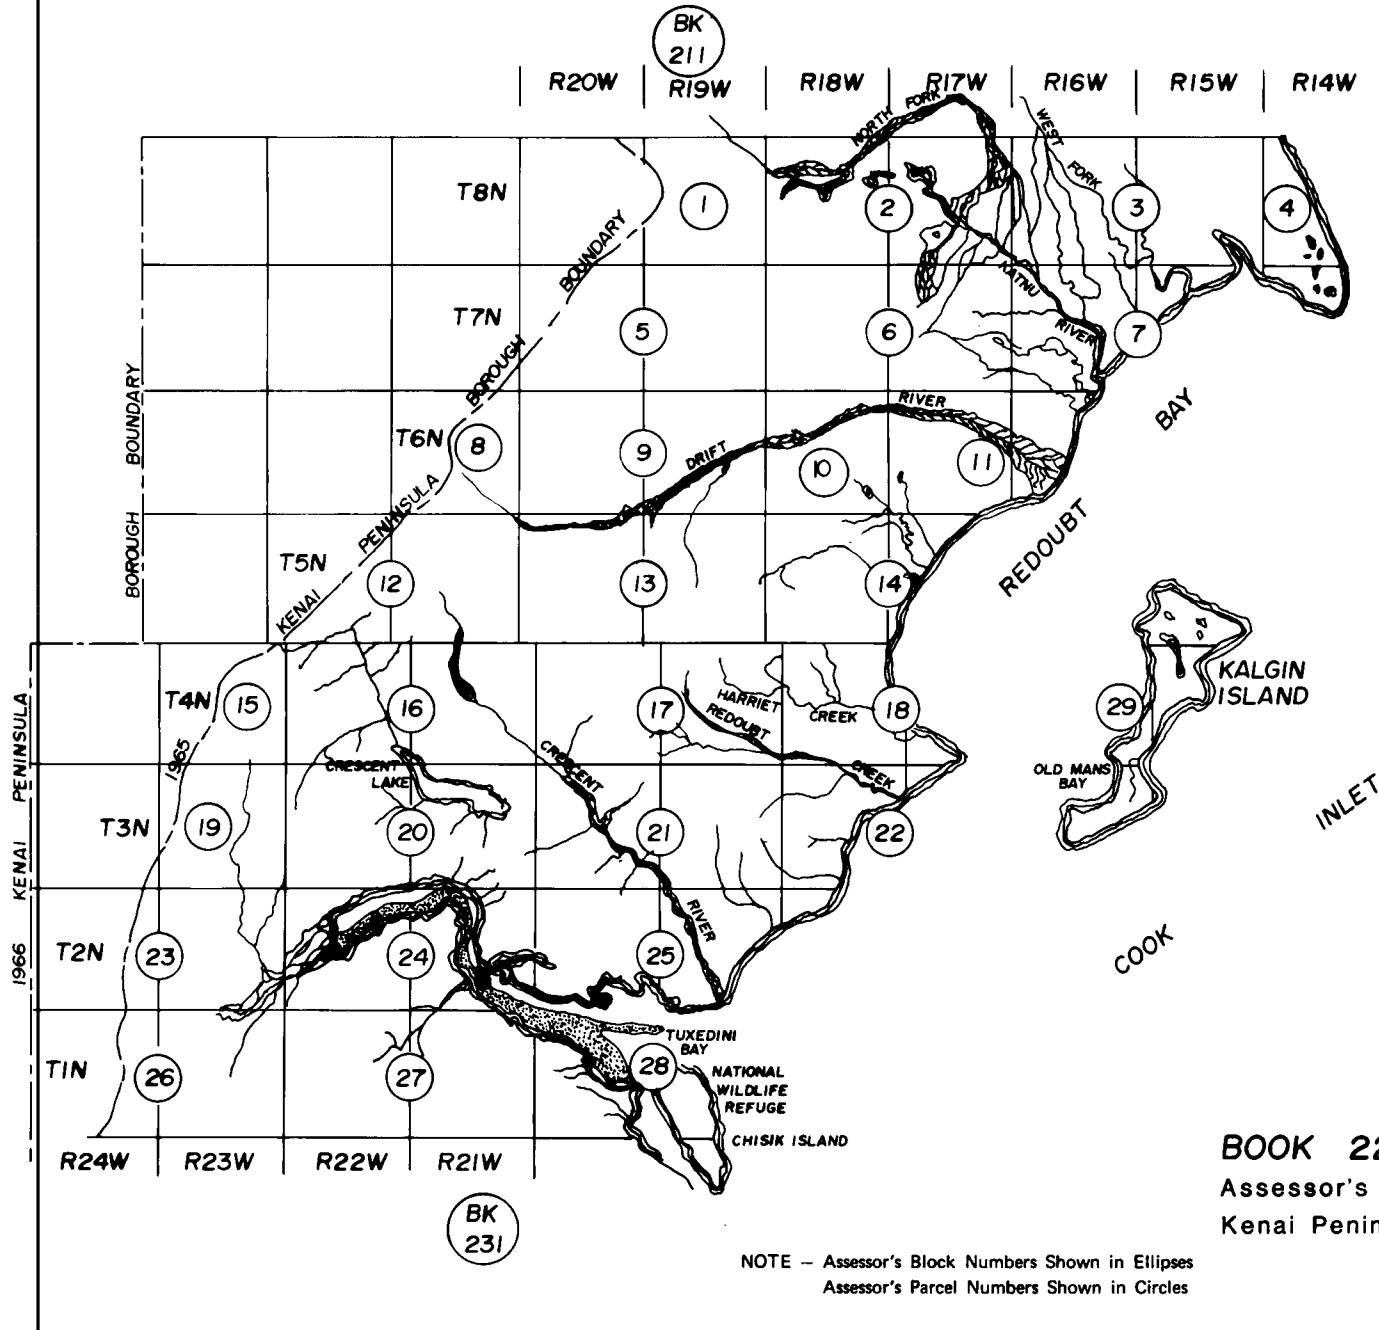 BK
211
R20W R19W R18W R17W R16W R15W R14W
NORTH FORK
WEST FORK
T8N
1
2
3
4
BOUNDARY
KATNU RIVER
T7N
5
6
7
BOROUGH
BOROUGH BOUNDARY
BAY
T6N
8
9
10
11
DRIFT RIVER
PENINSULA
REDOUBT
T5N
12
13
14
KENAI
KALGIN
ISLAND
T4N
15
16
17
18
29
HARRIET CREEK
REDOUBT CREEK
1965
CRESCENT
LAKE
CRESCENT RIVER
OLD MANS
BAY
INLET
T3N
19
20
21
22
1966 KENAI PENINSULA
COOK
T2N
23
24
25
TUXEDINI
BAY
T1N
26
27
28
NATIONAL
WILDLIFE
REFUGE
CHISIK ISLAND
R24W R23W R22W R21W
BK
231
BOOK 22
Assessor's
Kenai Penin
NOTE – Assessor's Block Numbers Shown in Ellipses
Assessor's Parcel Numbers Shown in Circles